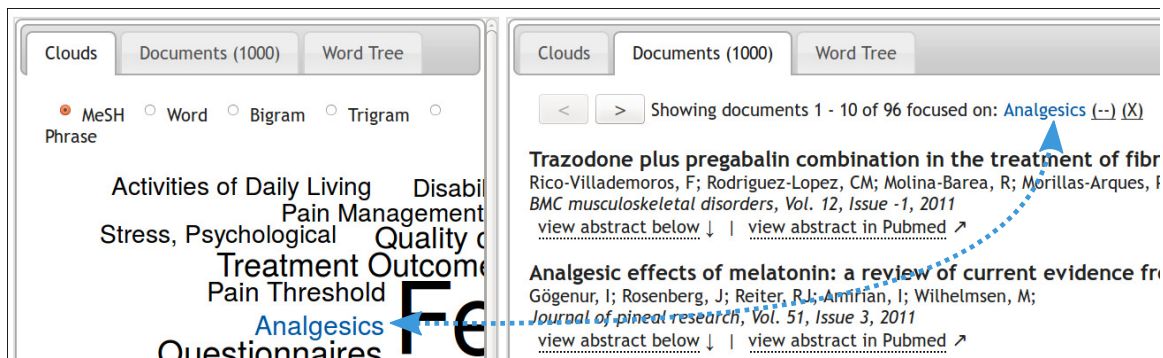 Clouds
Documents (1000)
Word Tree
MeSH
Word
Bigram
Trigram
Phrase
Activities of Daily Living
Pain Management
Stress, Psychological
Quality
Treatment Outcome
Pain Threshold
Analgesics
Questionnaires
Clouds
Documents (1000)
Word Tree
< > Showing documents 1 - 10 of 96 focused on: Analgesics (--) (X)
Trazodone plus pregabalin combination in the treatment of
Rico-Villademoros, F; Rodriguez-Lopez, CM; Molina-Barea, R; Morillas-Arques,
BMC musculoskeletal disorders, Vol. 12, Issue -1, 2011
view abstract below ↓ | view abstract in Pubmed ↗
Analgesic effects of melatonin: a review of current evidence
Gögenur, I; Rosenberg, J; Reiter, RJ; Amirian, I; Wilhelmsen, M;
Journal of pineal research, Vol. 51, Issue 3, 2011
view abstract below ↓ | view abstract in Pubmed ↗